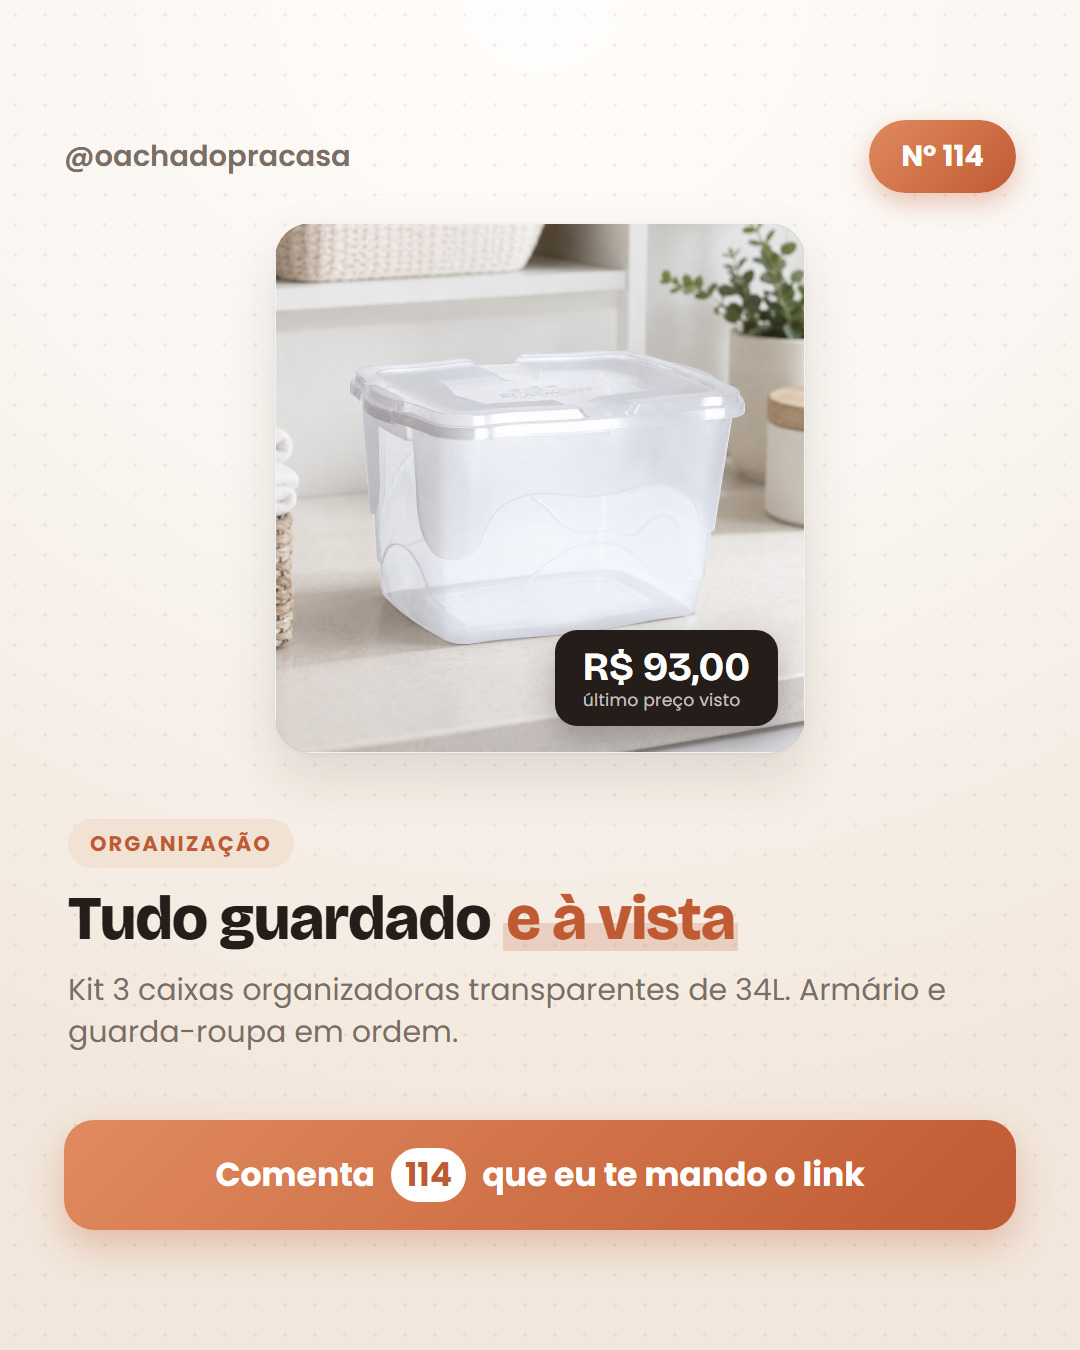 @oachadopracasa
Nº 114
R$ 93,00
último preço visto
ORGANIZAÇÃO
Tudo guardado e à vista
Kit 3 caixas organizadoras transparentes de 34L. Armário e
guarda-roupa em ordem.
Comenta 114 que eu te mando o link